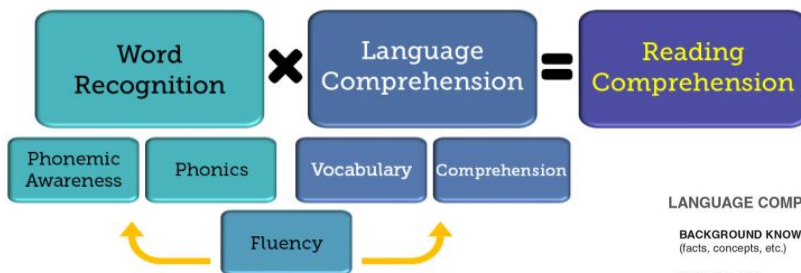 Word
Recognition
×
Language
Comprehension
=
Reading
Comprehension
Phonemic
Awareness
Phonics
Vocabulary
Comprehension
Fluency
LANGUAGE COMP
BACKGROUND KNOW
(facts, concepts, etc.)